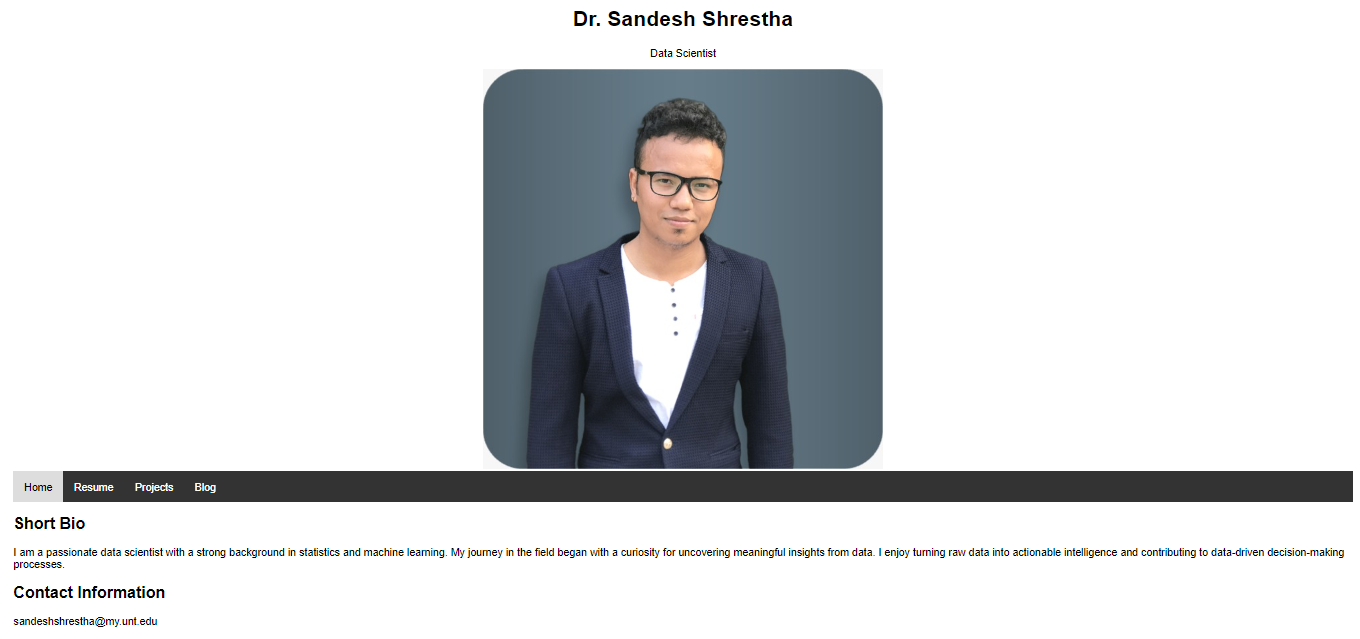 Dr. Sandesh Shrestha
Data Scientist
Home Resume Projects Blog
Short Bio
I am a passionate data scientist with a strong background in statistics and machine learning. My journey in the field began with a curiosity for uncovering meaningful insights from data. I enjoy turning raw data into actionable intelligence and contributing to data-driven decision-making
processes.
Contact Information
sandeshshrestha@my.unt.edu